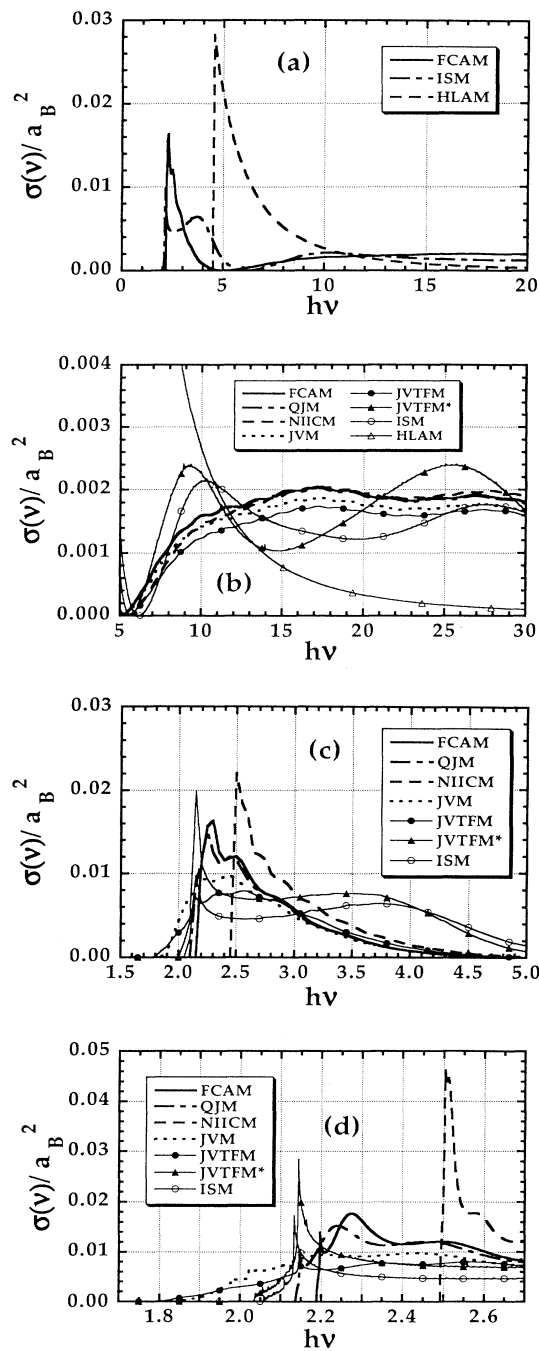 σ(ν)/ a_B^2
0.03
0.02
0.01
0.00
(a)
FCAM
ISM
HLAM
0 5 10 15 20
hν
σ(ν)/ a_B^2
0.004
0.003
0.002
0.001
0.000
FCAM JVTFM
QJM JVTFM*
NIICM ISM
JVM HLAM
(b)
5 10 15 20 25 30
hν
σ(ν)/ a_B^2
0.03
0.02
0.01
0.00
(c)
FCAM
QJM
NIICM
JVM
JVTFM
JVTFM*
ISM
1.5 2.0 2.5 3.0 3.5 4.0 4.5 5.0
hν
σ(ν)/ a_B^2
0.05
0.04
0.03
0.02
0.01
0.00
FCAM
QJM
NIICM
JVM
JVTFM
JVTFM*
ISM
(d)
1.8 2.0 2.2 2.4 2.6
hν